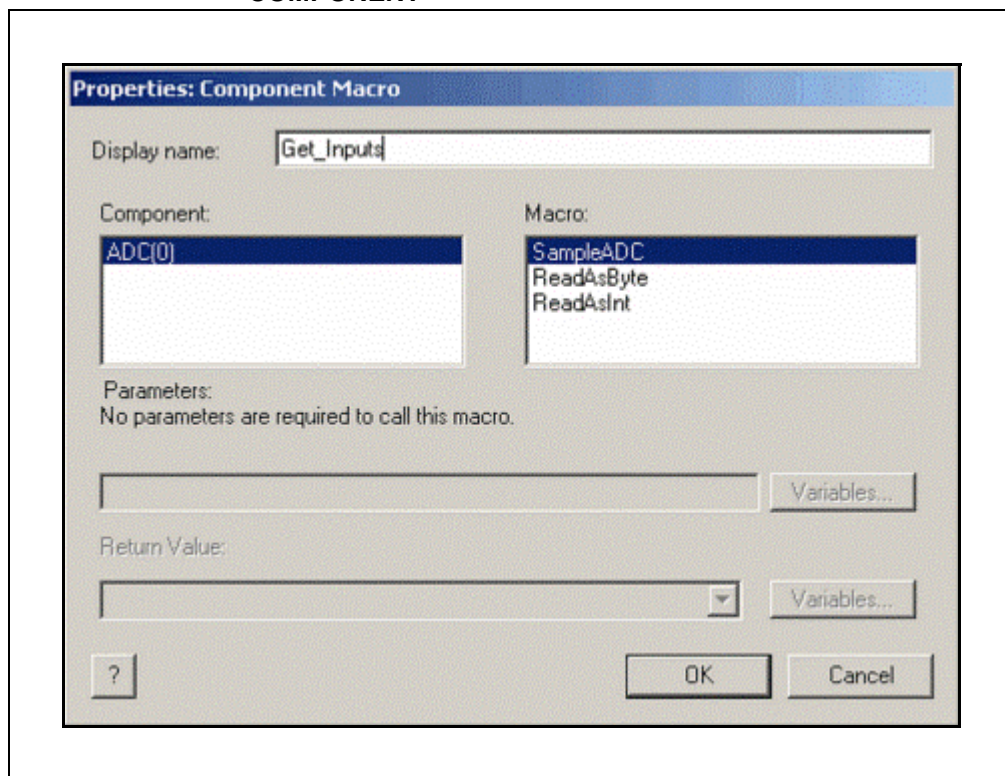 Properties: Component Macro
Display name: Get_Inputs
Component:
Macro:
ADC(0)
SampleADC
ReadAsByte
ReadAsInt
Parameters:
No parameters are required to call this macro.
Variables...
Return Value:
Variables...
?
OK
Cancel